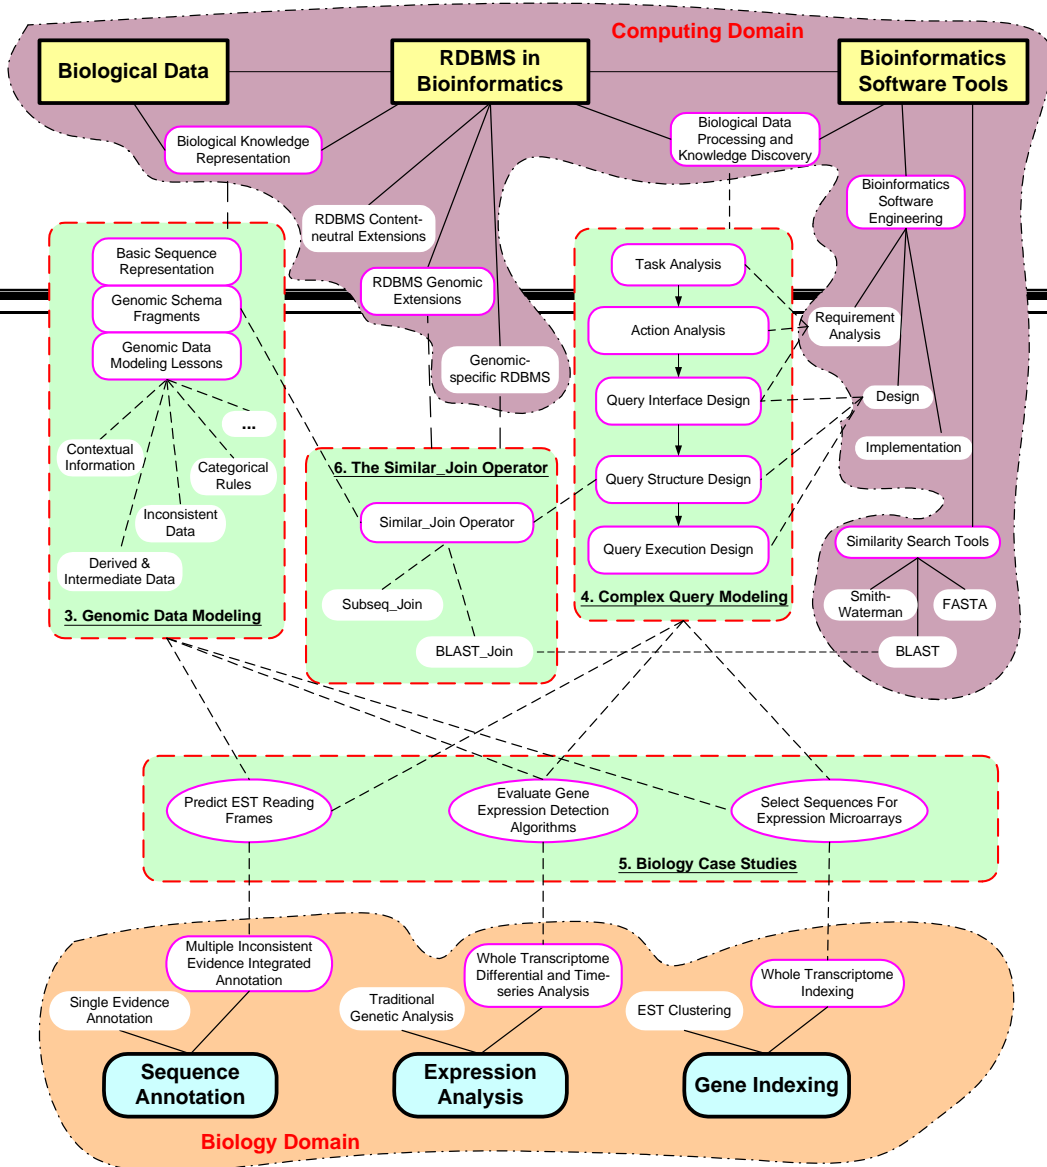 Computing Domain
Biological Data
RDBMS in
Bioinformatics
Bioinformatics
Software Tools
Biological Knowledge
Representation
Biological Data
Processing and
Knowledge Discovery
Bioinformatics
Software
Engineering
RDBMS Content-
neutral Extensions
RDBMS Genomic
Extensions
Genomic-
specific RDBMS
Basic Sequence
Representation
Genomic Schema
Fragments
Genomic Data
Modeling Lessons
...
Contextual
Information
Categorical
Rules
Inconsistent
Data
Derived &
Intermediate Data
3. Genomic Data Modeling
6. The Similar_Join Operator
Similar_Join Operator
Subseq_Join
BLAST_Join
Task Analysis
Action Analysis
Query Interface Design
Query Structure Design
Query Execution Design
4. Complex Query Modeling
Requirement
Analysis
Design
Implementation
Similarity Search Tools
Smith-
Waterman
FASTA
BLAST
Predict EST Reading
Frames
Evaluate Gene
Expression Detection
Algorithms
Select Sequences For
Expression Microarrays
5. Biology Case Studies
Multiple Inconsistent
Evidence Integrated
Annotation
Single Evidence
Annotation
Whole Transcriptome
Differential and Time-
series Analysis
Traditional
Genetic Analysis
Whole Transcriptome
Indexing
EST Clustering
Sequence
Annotation
Expression
Analysis
Gene Indexing
Biology Domain